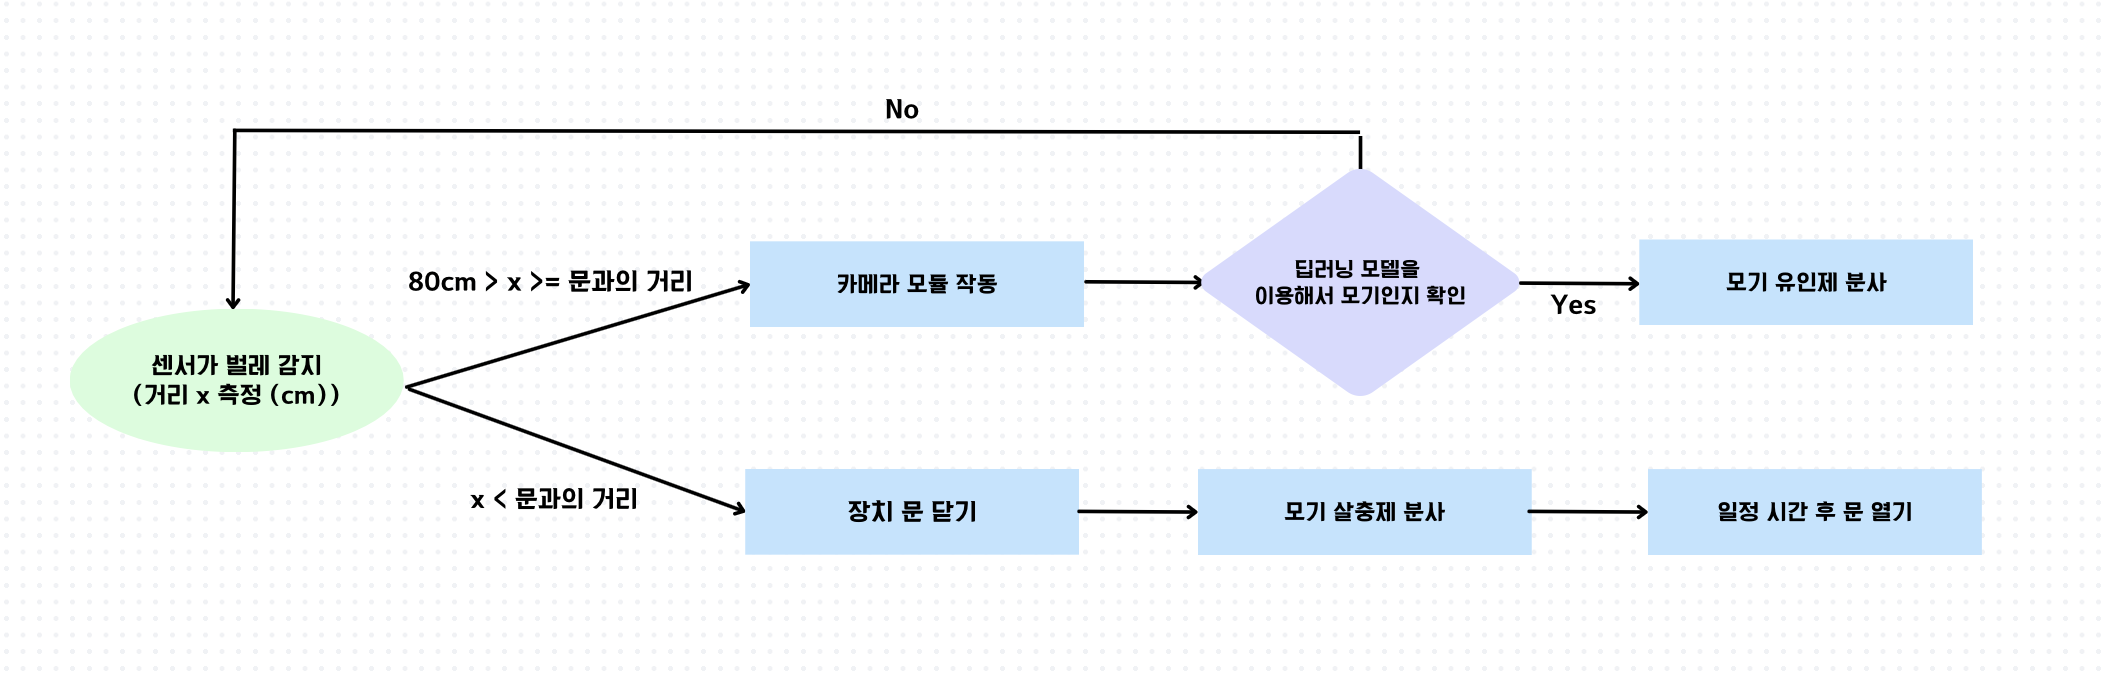 No
80cm > x >= 문과의 거리
카메라 모듈 작동
딥러닝 모델을
이용해서 모기인지 확인
Yes
모기 유인제 분사
센서가 벌레 감지
(거리 x 측정 (cm))
x < 문과의 거리
장치 문 닫기
모기 살충제 분사
일정 시간 후 문 열기